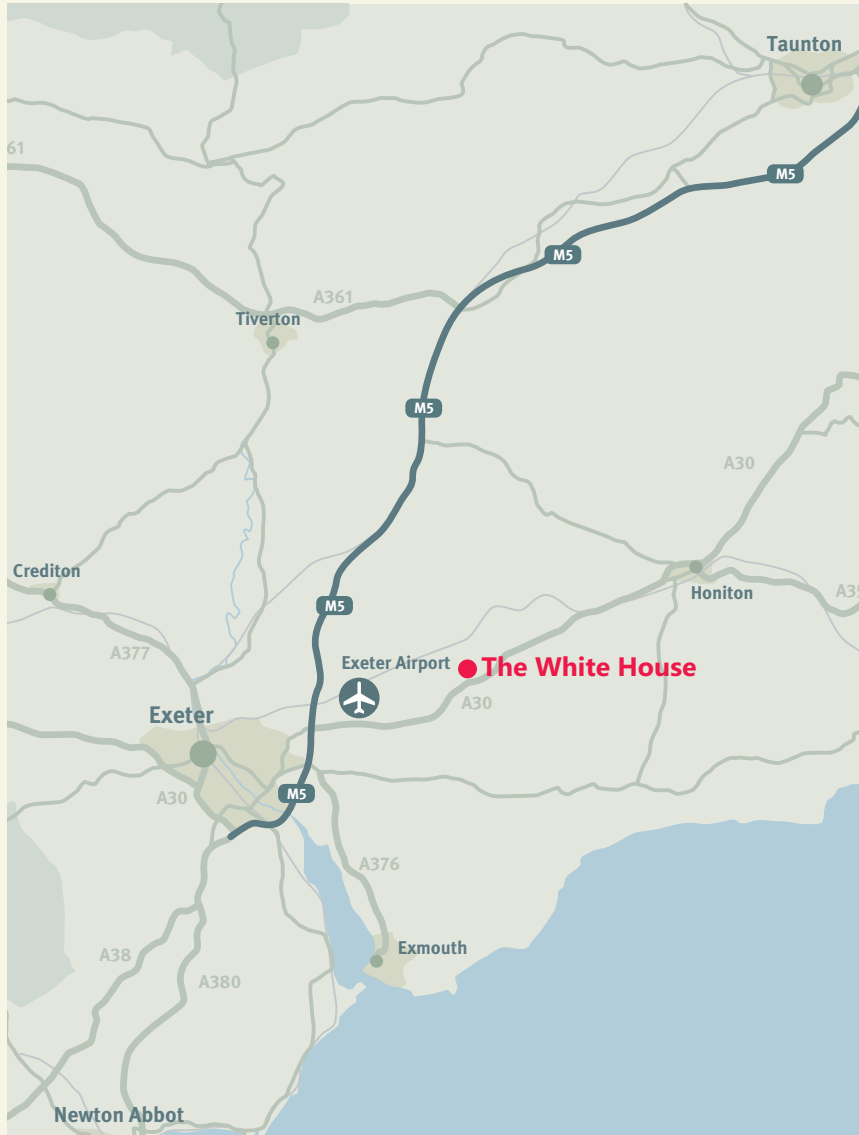 Taunton
M5
61
M5
A361
Tiverton
M5
A30
Crediton
Honiton
A35
M5
A377
Exeter Airport
The White House
A30
Exeter
A30
M5
A376
Exmouth
A38
A380
Newton Abbot